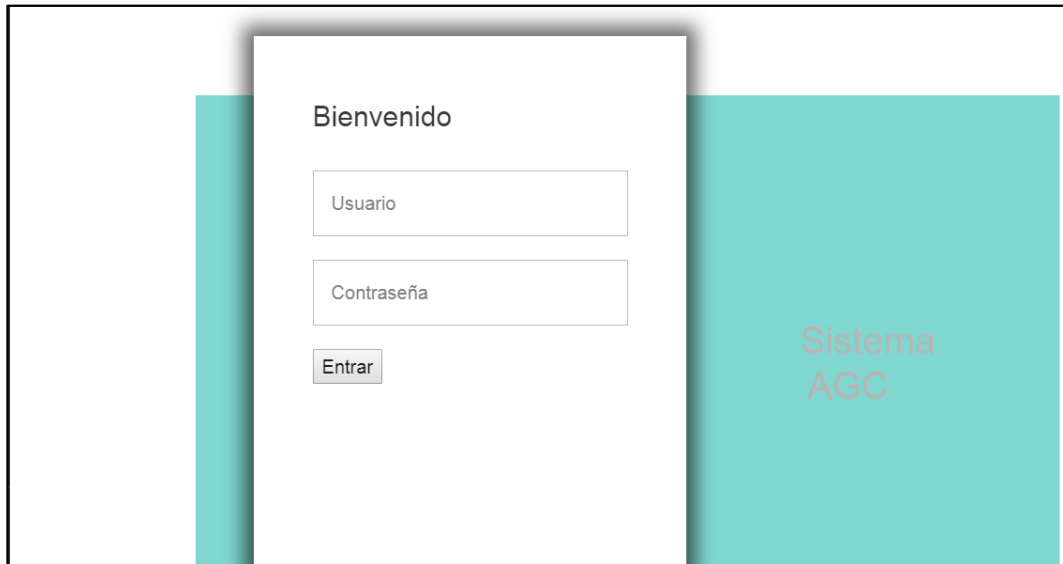 Bienvenido
Usuario
Contraseña
Entrar
Sistema
AGC